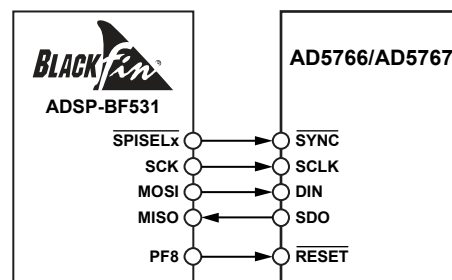 BLACKfin®
ADSP-BF531
AD5766/AD5767
SPISELx
SCK
MOSI
MISO
PF8
SYNC
SCLK
DIN
SDO
RESET